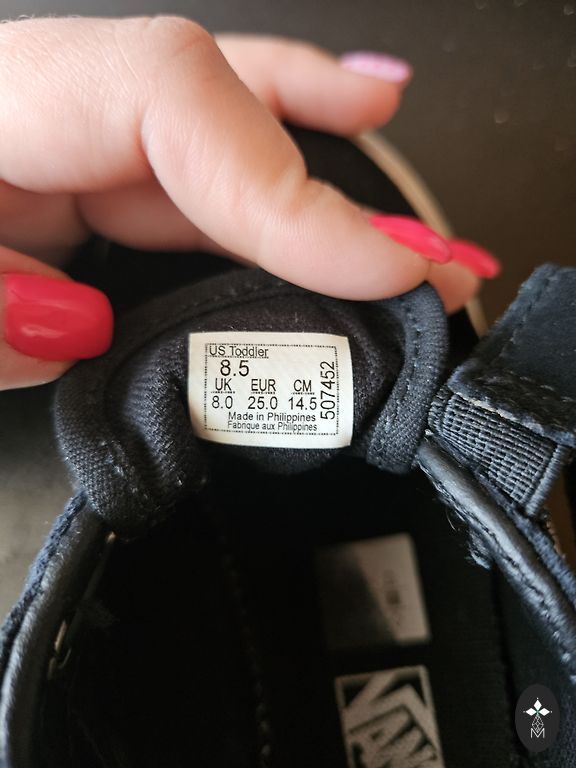 US Toddler
8.5
UK EUR CM
8.0 25.0 14.5
Made in Philippines
Fabrique aux Philippines
507452
VANS
M